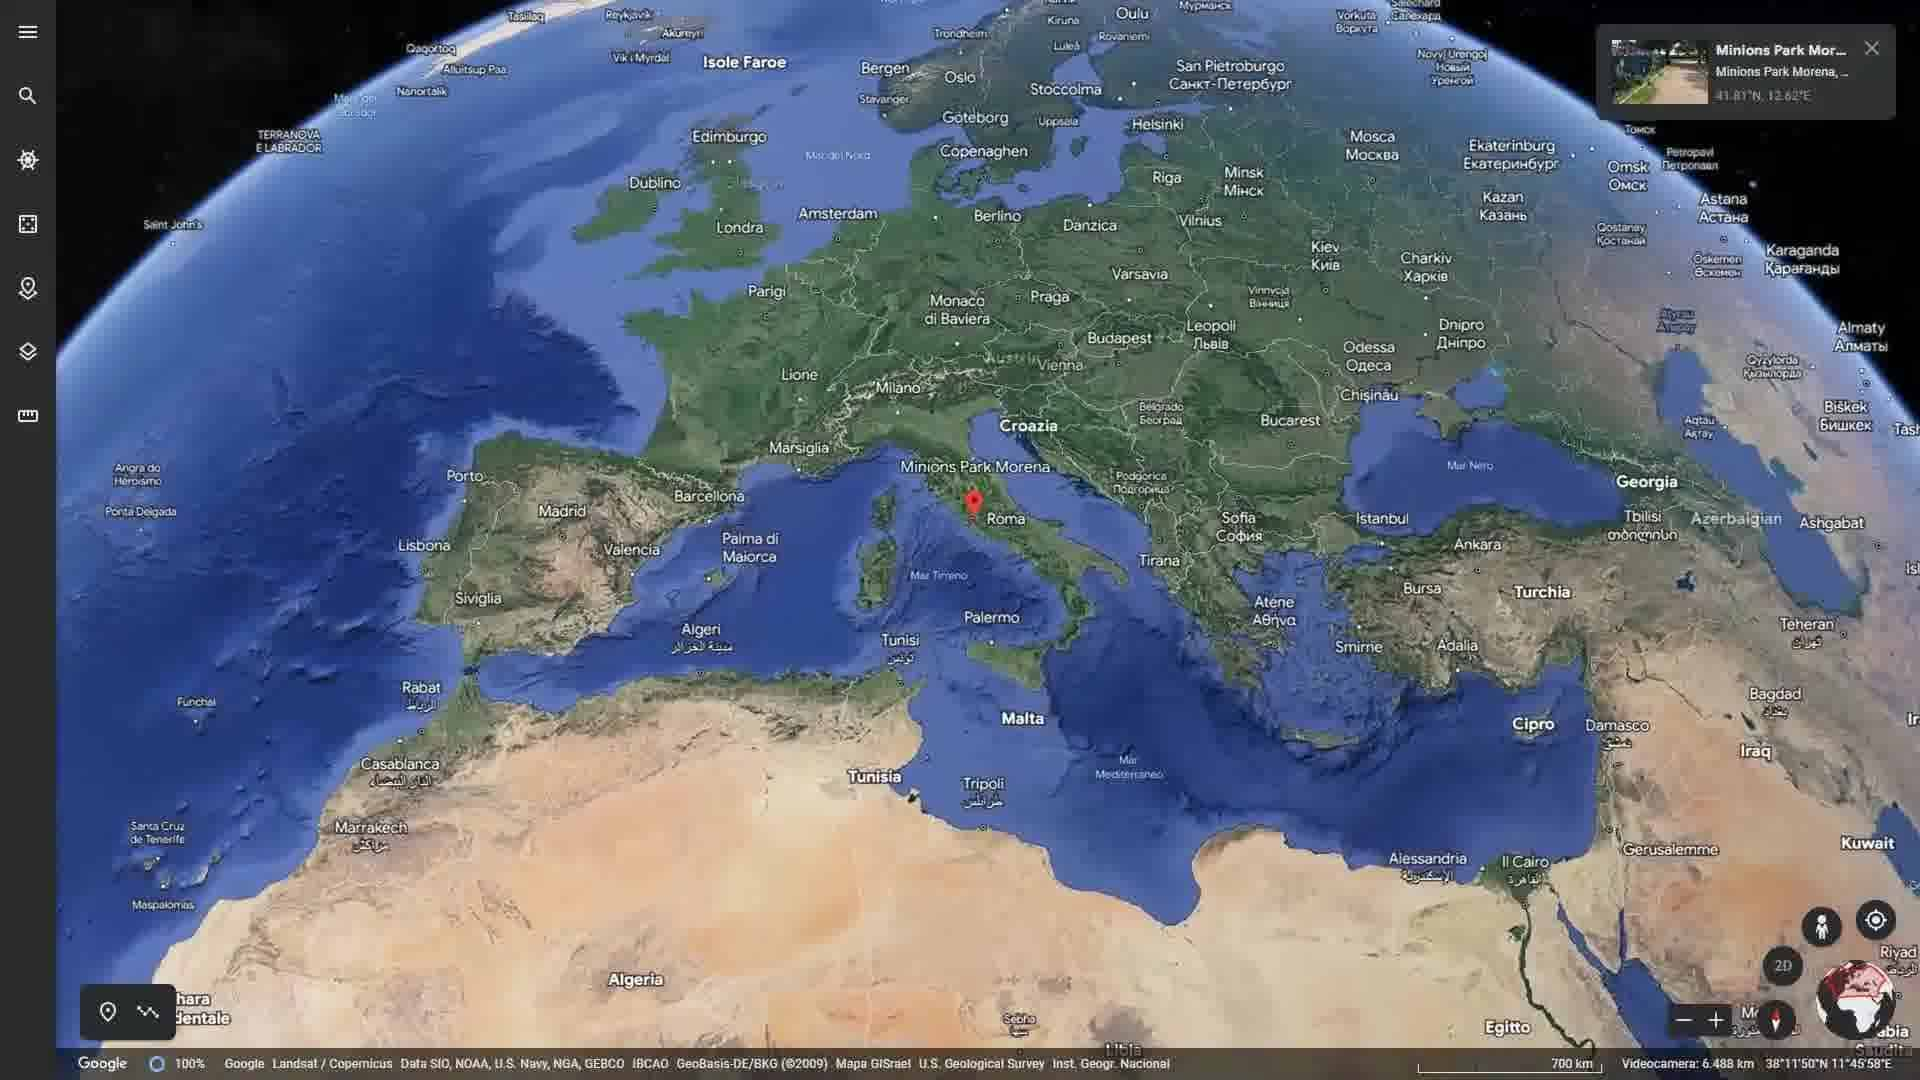 Tasiilaq
Reykjavik
Akureyri
Vik i Myrdal
Qaqortoq
Alluitsup Paa
Nanortalik
Isole Faroe
Trondheim
Kiruna
Luleå
Oulu
Rovaniemi
Мурманск
Vorkuta
Воркута
Salechard
Салехард
Novyj Urengoj
Новый
Уренгой
Minions Park Mor...
Minions Park Morena, ...
41.81°N, 12.62°E
Bergen
Stavanger
Oslo
Stoccolma
Uppsala
San Pietroburgo
Санкт-Петербург
Göteborg
Helsinki
TERRANOVA
E LABRADOR
Edimburgo
Mar del Nord
Copenaghen
Mosca
Москва
Ekaterinburg
Екатеринбург
Томск
Omsk
Омск
Petropavl
Петропавл
Dublino
Riga
Minsk
Мінск
Kazan
Казань
Astana
Астана
Saint John's
Londra
Amsterdam
Berlino
Danzica
Vilnius
Kiev
Київ
Charkiv
Харків
Qostanay
Қостанай
Öskemen
Өскемен
Karaganda
Қарағанды
Parigi
Monaco
di Baviera
Praga
Varsavia
Vinnycja
Вінниця
Leopoli
Львів
Dnipro
Дніпро
Almaty
Алматы
Budapest
Austria
Vienna
Odessa
Одеса
Qyzylorda
Қызылорда
Lione
Milano
Chișinău
Belgrado
Београд
Bucarest
Biškek
Бишкек
Aqtau
Ақтау
Croazia
Marsiglia
Minions Park Morena
Mar Nero
Angra do
Heroísmo
Porto
Barcellona
Podgorica
Подгорица
Georgia
Ponta Delgada
Madrid
Roma
Sofia
София
Istanbul
Tbilisi
თბილისი
Azerbaigian
Ashgabat
Lisbona
Valencia
Palma di
Maiorca
Tirana
Ankara
Mar Tirreno
Bursa
Turchia
Siviglia
Palermo
Atene
Αθήνα
Algeri
مدينة الجزائر
Tunisi
تونس
Smirne
Adalia
Teheran
تهران
Rabat
الرباط
Funchal
Malta
Cipro
Damasco
دمشق
Bagdad
بغداد
Iraq
Casablanca
الدار البيضاء
Tunisia
Mar
Mediterraneo
Tripoli
طرابلس
Santa Cruz
de Tenerife
Marrakech
مراكش
Alessandria
الإسكندرية
Il Cairo
القاهرة
Gerusalemme
Kuwait
Maspalomas
Algeria
2D
Riyad
hara
dentale
Sebha
سبها
Egitto
Libia
Saudita
Google 100% Google Landsat / Copernicus Data SIO, NOAA, U.S. Navy, NGA, GEBCO IBCAO GeoBasis-DE/BKG (©2009) Mapa GISrael U.S. Geological Survey Inst. Geogr. Nacional 700 km Videocamera: 6.488 km 38°11'50"N 11°45'58"E